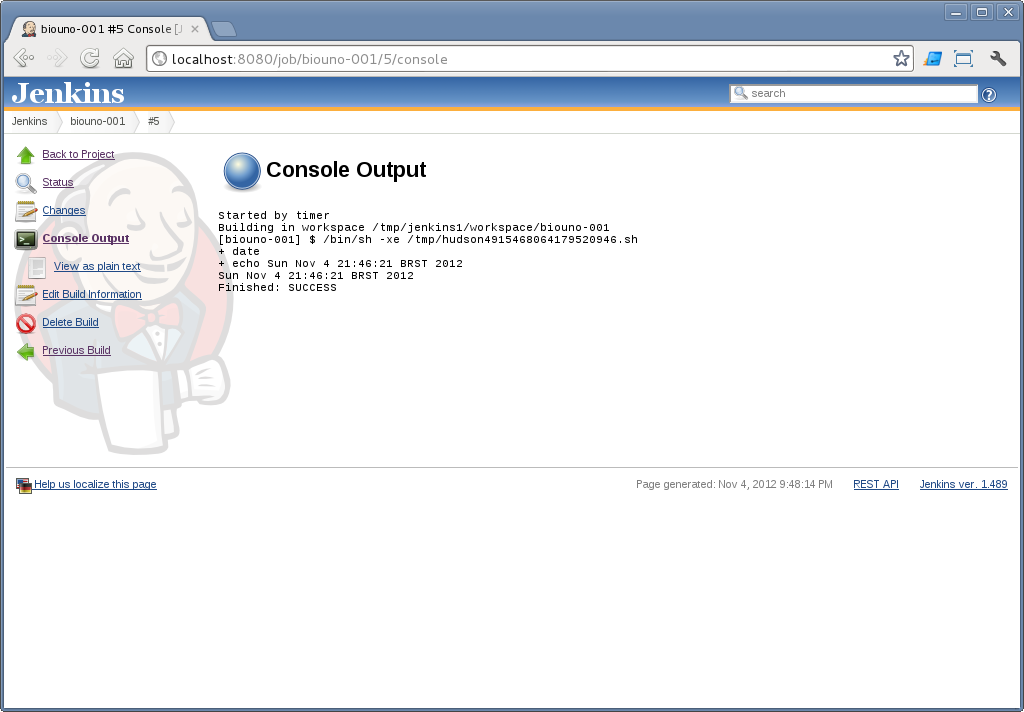 biouno-001 #5 Console [J
localhost:8080/job/biouno-001/5/console
Jenkins
search
Jenkins
biouno-001
#5
Back to Project
Status
Changes
Console Output
View as plain text
Edit Build Information
Delete Build
Previous Build
Console Output
Started by timer
Building in workspace /tmp/jenkins1/workspace/biouno-001
[biouno-001] $ /bin/sh -xe /tmp/hudson4915468064179520946.sh
+ date
+ echo Sun Nov 4 21:46:21 BRST 2012
Sun Nov 4 21:46:21 BRST 2012
Finished: SUCCESS
Help us localize this page
Page generated: Nov 4, 2012 9:48:14 PM
REST API
Jenkins ver. 1.489